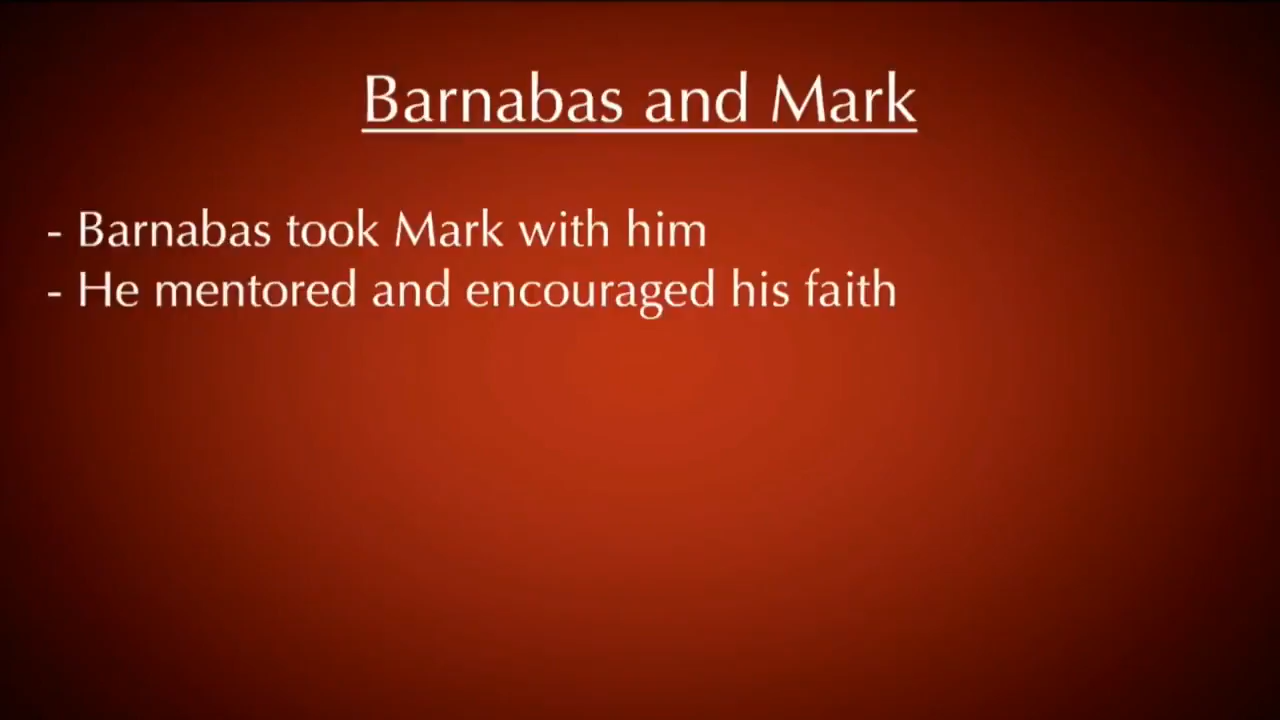 Barnabas and Mark
- Barnabas took Mark with him
- He mentored and encouraged his faith